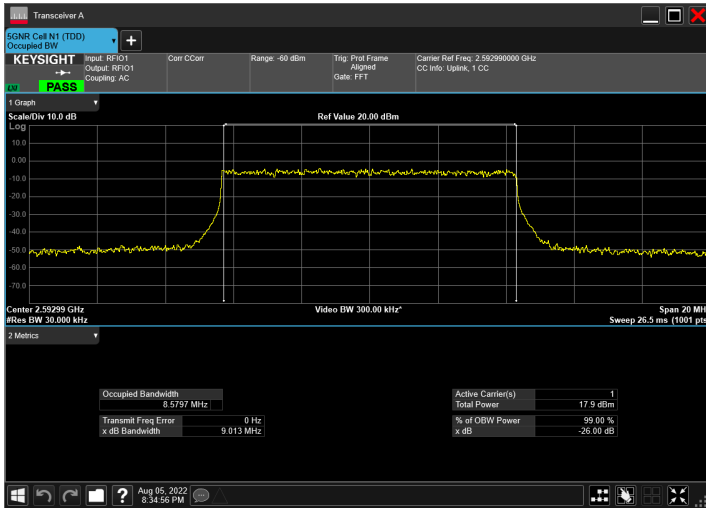 Transceiver A
5GNR Cell N1 (TDD)
Occupied BW
KEYSIGHT Input: RFIO1 Corr CCorr Range: -60 dBm Trig: Prot Frame Carrier Ref Freq: 2.592990000 GHz
Output: RFIO1 Aligned CC Info: Uplink, 1 CC
Coupling: AC Gate: FFT
LXI PASS
1 Graph
Scale/Div 10.0 dB Ref Value 20.00 dBm
Log
10.0
0.00
-10.0
-20.0
-30.0
-40.0
-50.0
-60.0
-70.0
Center 2.59299 GHz Video BW 300.00 kHz* Span 20 MH
#Res BW 30.000 kHz Sweep 26.5 ms (1001 pts
2 Metrics
Occupied Bandwidth Active Carrier(s) 1
8.5797 MHz Total Power 17.9 dBm
Transmit Freq Error 0 Hz % of OBW Power 99.00 %
x dB Bandwidth 9.013 MHz x dB -26.00 dB
Aug 05, 2022
8:34:56 PM